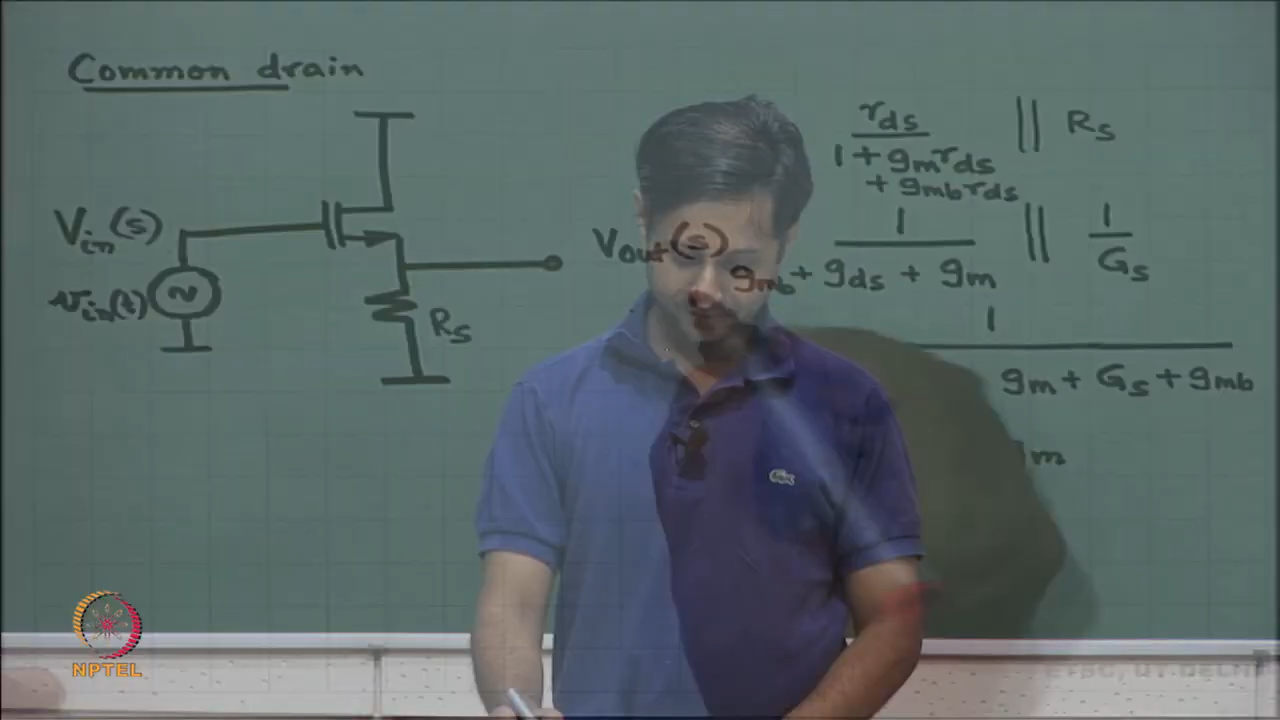 Common drain
Vin(s)
vin(t)
RS
Vout(s)
rds
1 + gmrds
+ gmbrds
|| RS
1
gmb + gds + gm
|| 1
GS
1
gm + GS + gmb
m
NPTEL